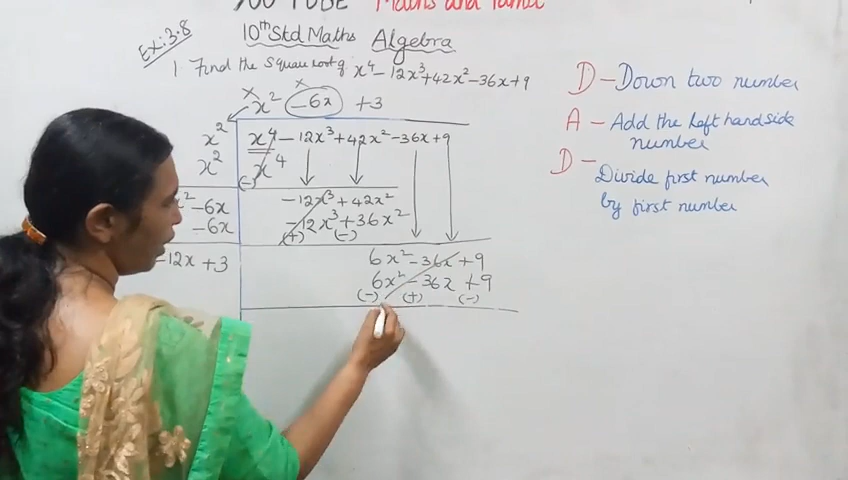 YOU TUBE Maths and Tamil
Ex: 3.8
10th Std Maths Algebra
1 Find the square root of x⁴ - 12x³ + 42x² - 36x + 9
x² - 6x + 3
x² x⁴ - 12x³ + 42x² - 36x + 9
x² x⁴
(-)
x² - 6x - 12x³ + 42x²
- 6x - 12x³ + 36x²
(+) (-)
- 12x + 3 6x² - 36x + 9
6x² - 36x + 9
(-) (+) (-)
D - Down two number
A - Add the left hand side
number
D - Divide first number
by first number